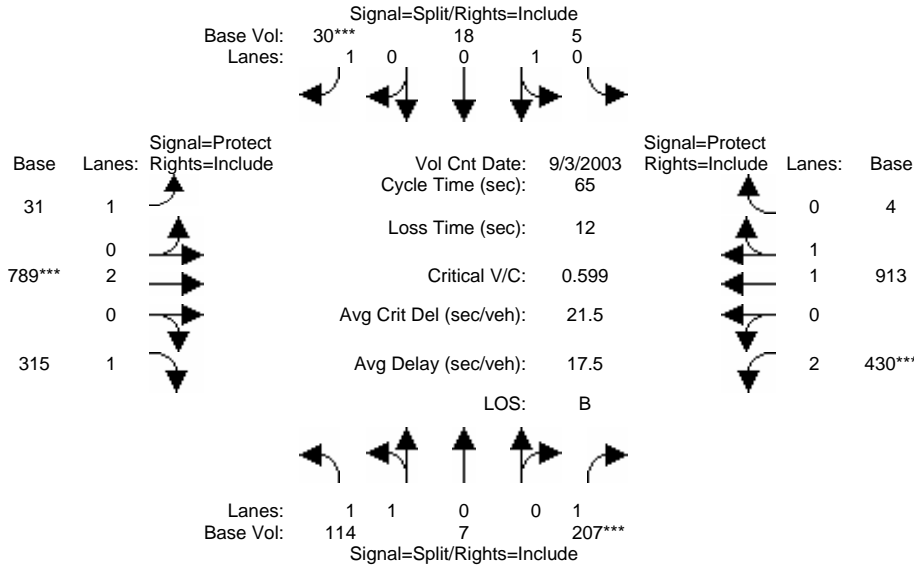 Signal=Split/Rights=Include
Base Vol: 30*** 18 5
Lanes: 1 0 0 1 0
Signal=Protect Signal=Protect
Base Lanes: Rights=Include Vol Cnt Date: 9/3/2003 Rights=Include Lanes: Base
Cycle Time (sec): 65
31 1 0 4
Loss Time (sec): 12
0 1
789*** 2 Critical V/C: 0.599 1 913
0 Avg Crit Del (sec/veh): 21.5 0
315 1 Avg Delay (sec/veh): 17.5 2 430***
LOS: B
Lanes: 1 1 0 0 1
Base Vol: 114 7 207***
Signal=Split/Rights=Include